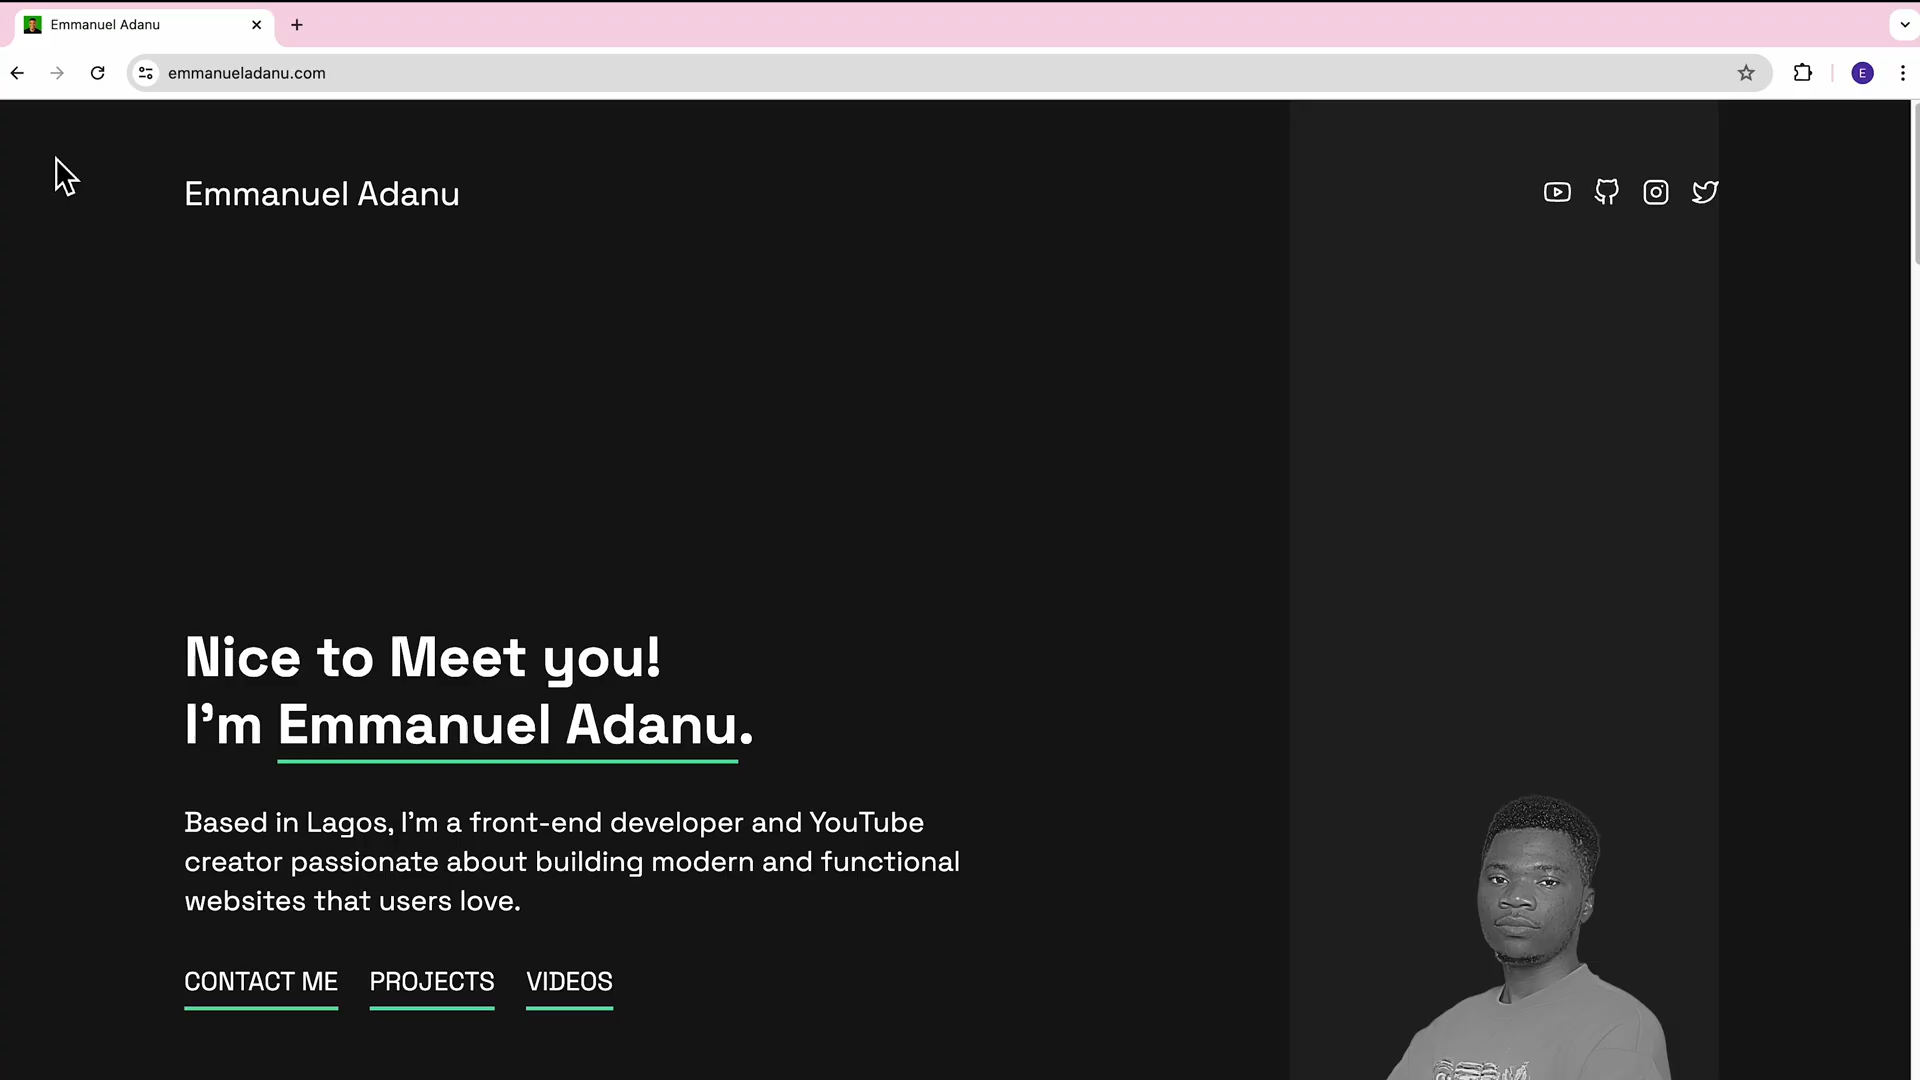 Emmanuel Adanu
emmanueladanu.com
E
Emmanuel Adanu
Nice to Meet you!
I’m Emmanuel Adanu.
Based in Lagos, I’m a front-end developer and YouTube
creator passionate about building modern and functional
websites that users love.
CONTACT ME PROJECTS VIDEOS